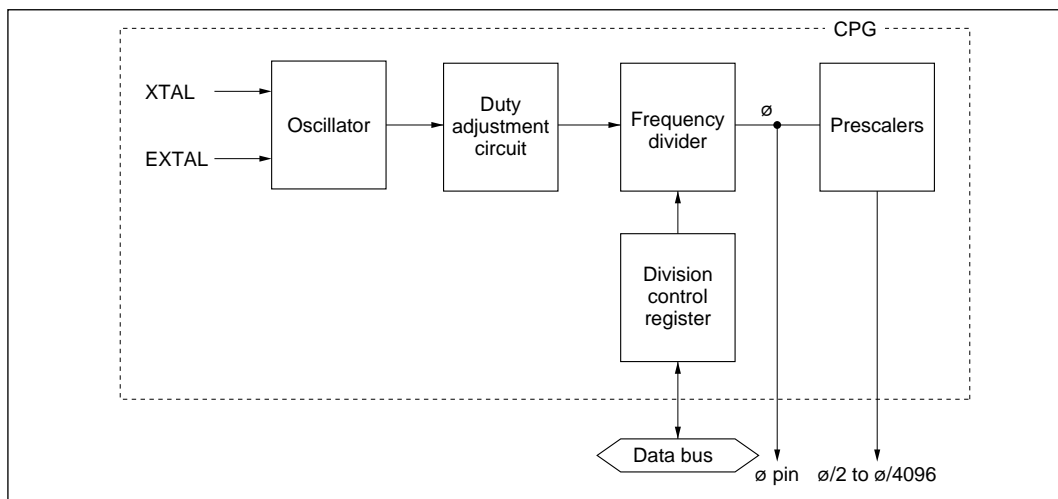 CPG
XTAL
EXTAL
Oscillator
Duty
adjustment
circuit
Frequency
divider
ø
Prescalers
Division
control
register
Data bus
ø pin
ø/2 to ø/4096